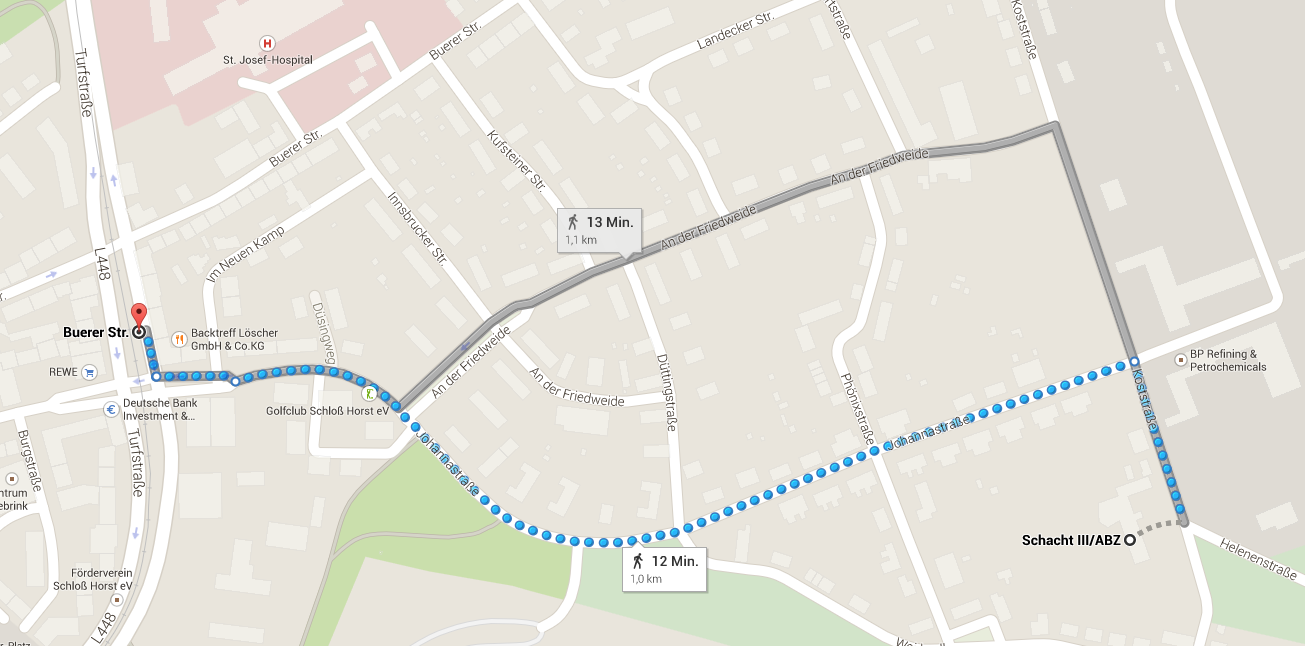 Turfstraße
H
St. Josef-Hospital
Buerer Str.
Landecker Str.
Koststraße
Buerer Str.
Kufsteiner Str.
Innsbrucker Str.
An der Friedweide
An der Friedweide
13 Min.
1,1 km
L448
Im Neuen Kamp
Buerer Str.
Backtreff Löscher
GmbH & Co.KG
Düsingweg
An der Friedweide
REWE
Deutsche Bank
Investment &...
Golfclub Schloß Horst eV
An der Friedweide
Düttingstraße
Phönixstraße
BP Refining &
Petrochemicals
Koststraße
Johannastraße
Johannastraße
Burgstraße
Turfstraße
Schacht III/ABZ
Helenenstraße
12 Min.
1,0 km
Förderverein
Schloß Horst eV
L448